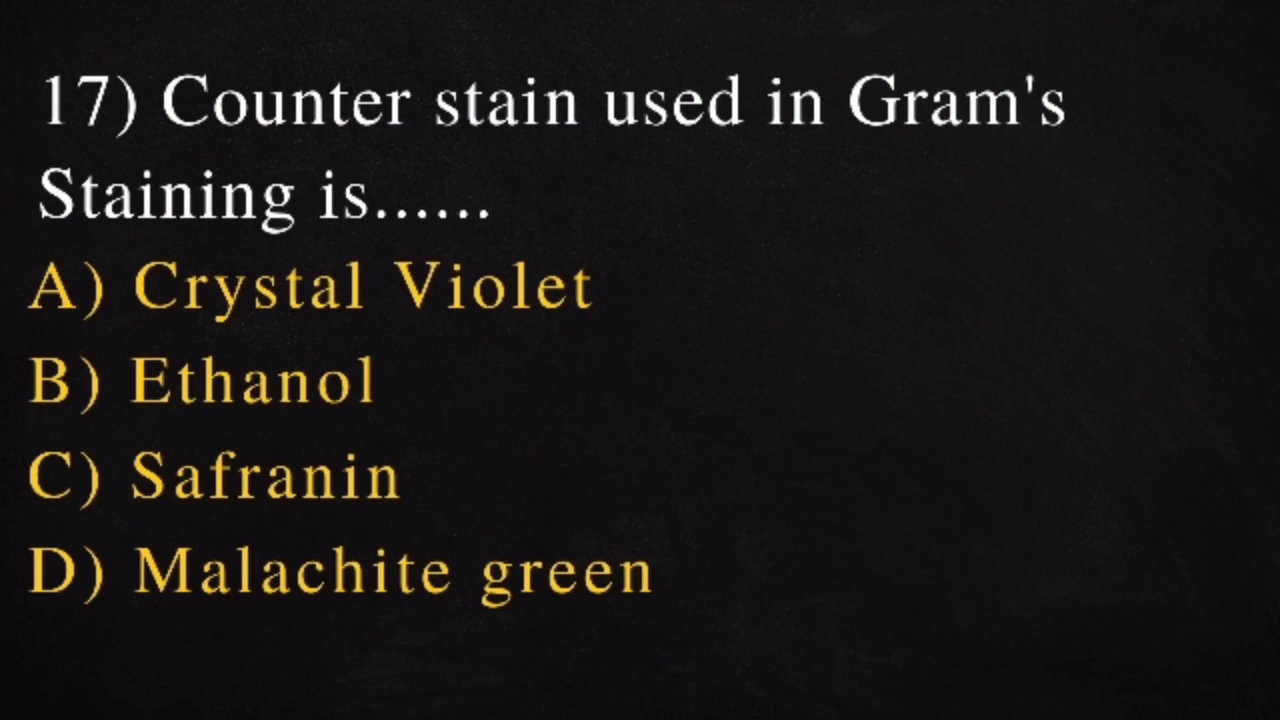 17) Counter stain used in Gram's
Staining is......
A) Crystal Violet
B) Ethanol
C) Safranin
D) Malachite green